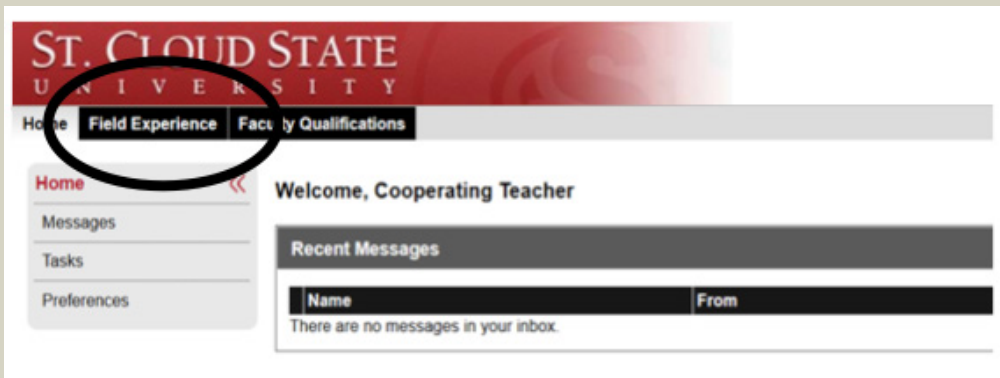 ST. CLOUD STATE
UNIVERSITY
Home Field Experience Faculty Qualifications
Home
Messages
Tasks
Preferences
Welcome, Cooperating Teacher
Recent Messages
Name From
There are no messages in your inbox.